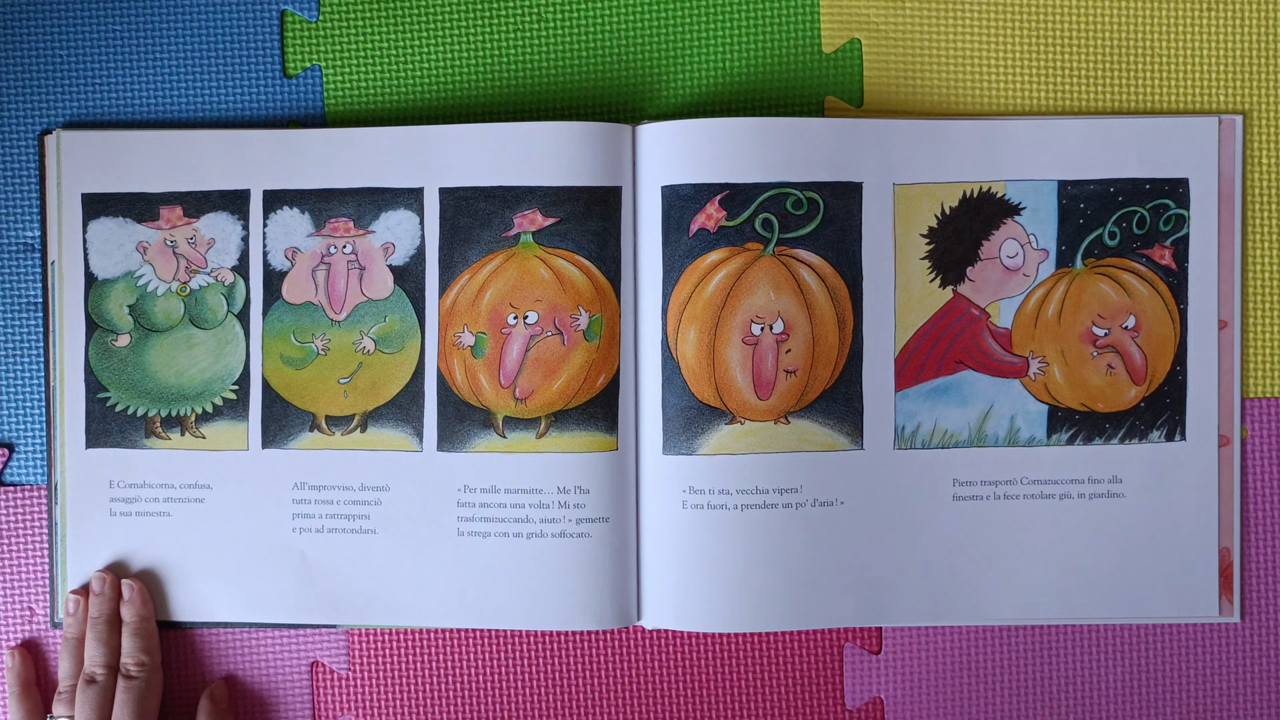 E Cornabicorna, confusa,
assaggiò con attenzione
la sua minestra.
All'improvviso, diventò
tutta rossa e cominciò
prima a rattrappirsi
e poi ad arrotondarsi.
« Per mille marmitte... Me l'ha
fatta ancora una volta ! Mi sto
trasformizuccando, aiuto ! » gemette
la strega con un grido soffocato.
« Ben ti sta, vecchia vipera !
E ora fuori, a prendere un po' d'aria ! »
Pietro trasportò Cornazuccorna fino alla
finestra e la fece rotolare giù, in giardino.